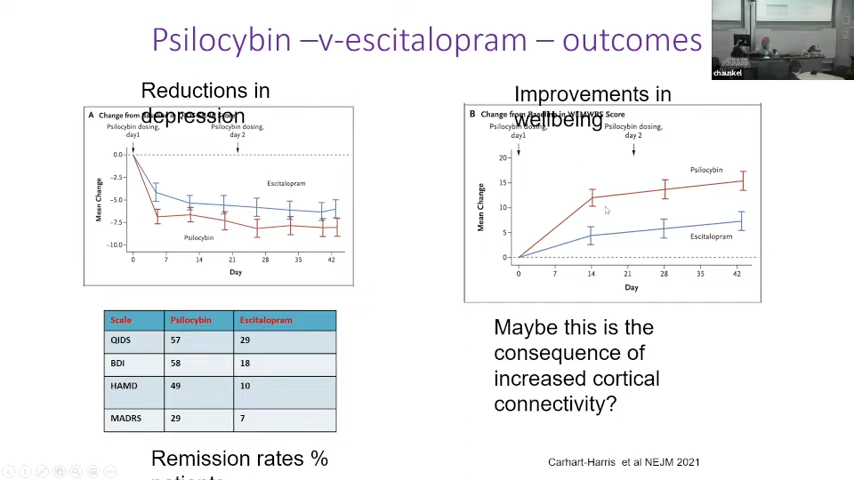 Psilocybin –v-escitalopram – outcomes
chauskel
Reductions in
depression
A Change from Baseline in Score
Psilocybin dosing,
day1
Psilocybin dosing,
day 2
0.0
-2.5
-5.0
-7.5
-10.0
Mean Change
Escitalopram
Psilocybin
0 7 14 21 28 35 42
Day
Improvements in
wellbeing
B Change from Baseline in WEMWBS Score
Psilocybin dosing,
day1
Psilocybin dosing,
day 2
20
15
10
5
0
Mean Change
Psilocybin
Escitalopram
0 7 14 21 28 35 42
Day
Scale Psilocybin Escitalopram
QIDS 57 29
BDI 58 18
HAMD 49 10
MADRS 29 7
Remission rates %
patients
Maybe this is the
consequence of
increased cortical
connectivity?
Carhart-Harris et al NEJM 2021